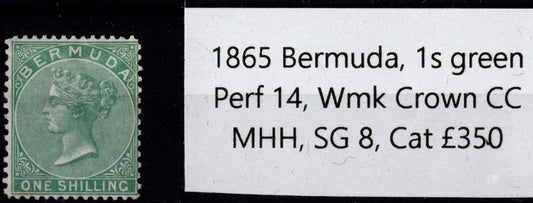 BERMUDA
ONE SHILLING
1865 Bermuda, 1s green
Perf 14, Wmk Crown CC
MHH, SG 8, Cat £350